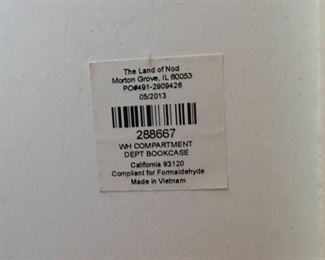 The Land of Nod
Morton Grove, IL 60053
PO#491-2909426
05/2013
288667
WH COMPARTMENT
DEPT BOOKCASE
California 93120
Compliant for Formaldehyde
Made in Vietnam